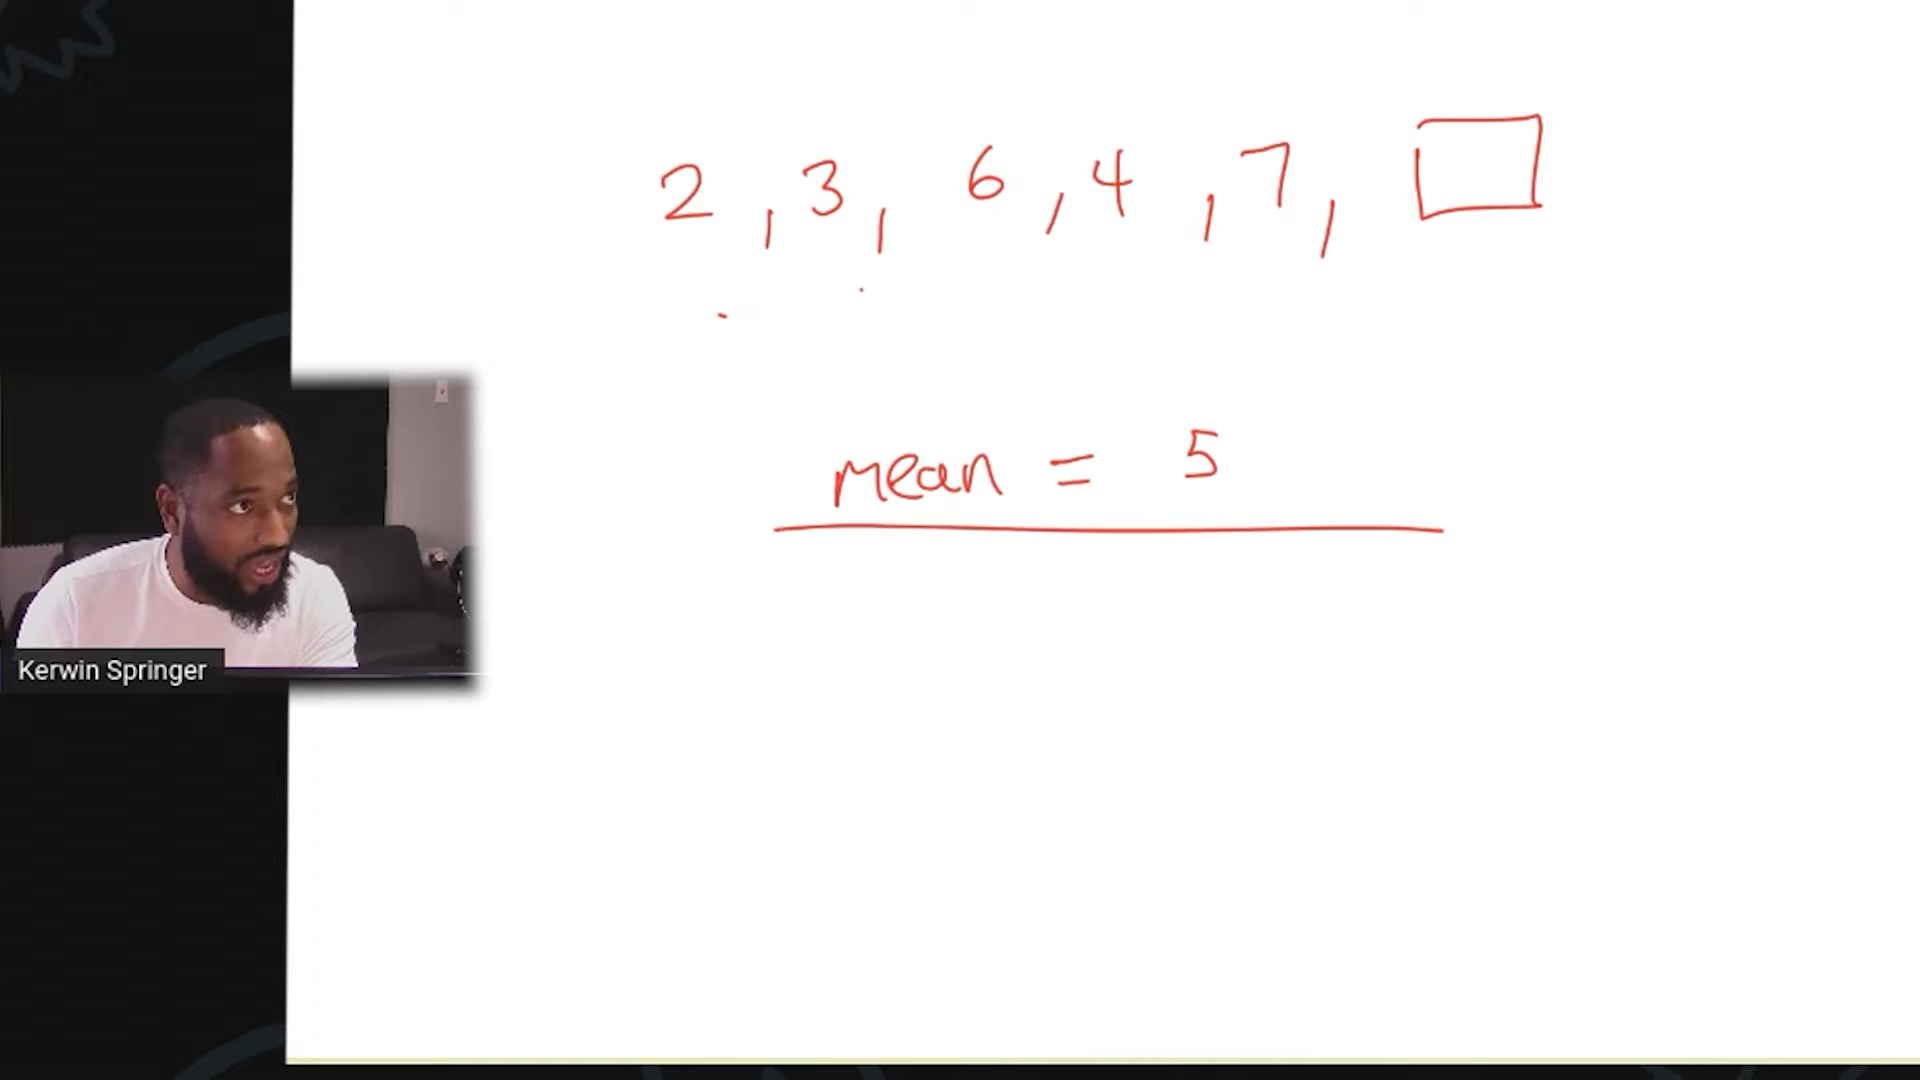 2, 3, 6, 4, 7,
mean = 5
Kerwin Springer